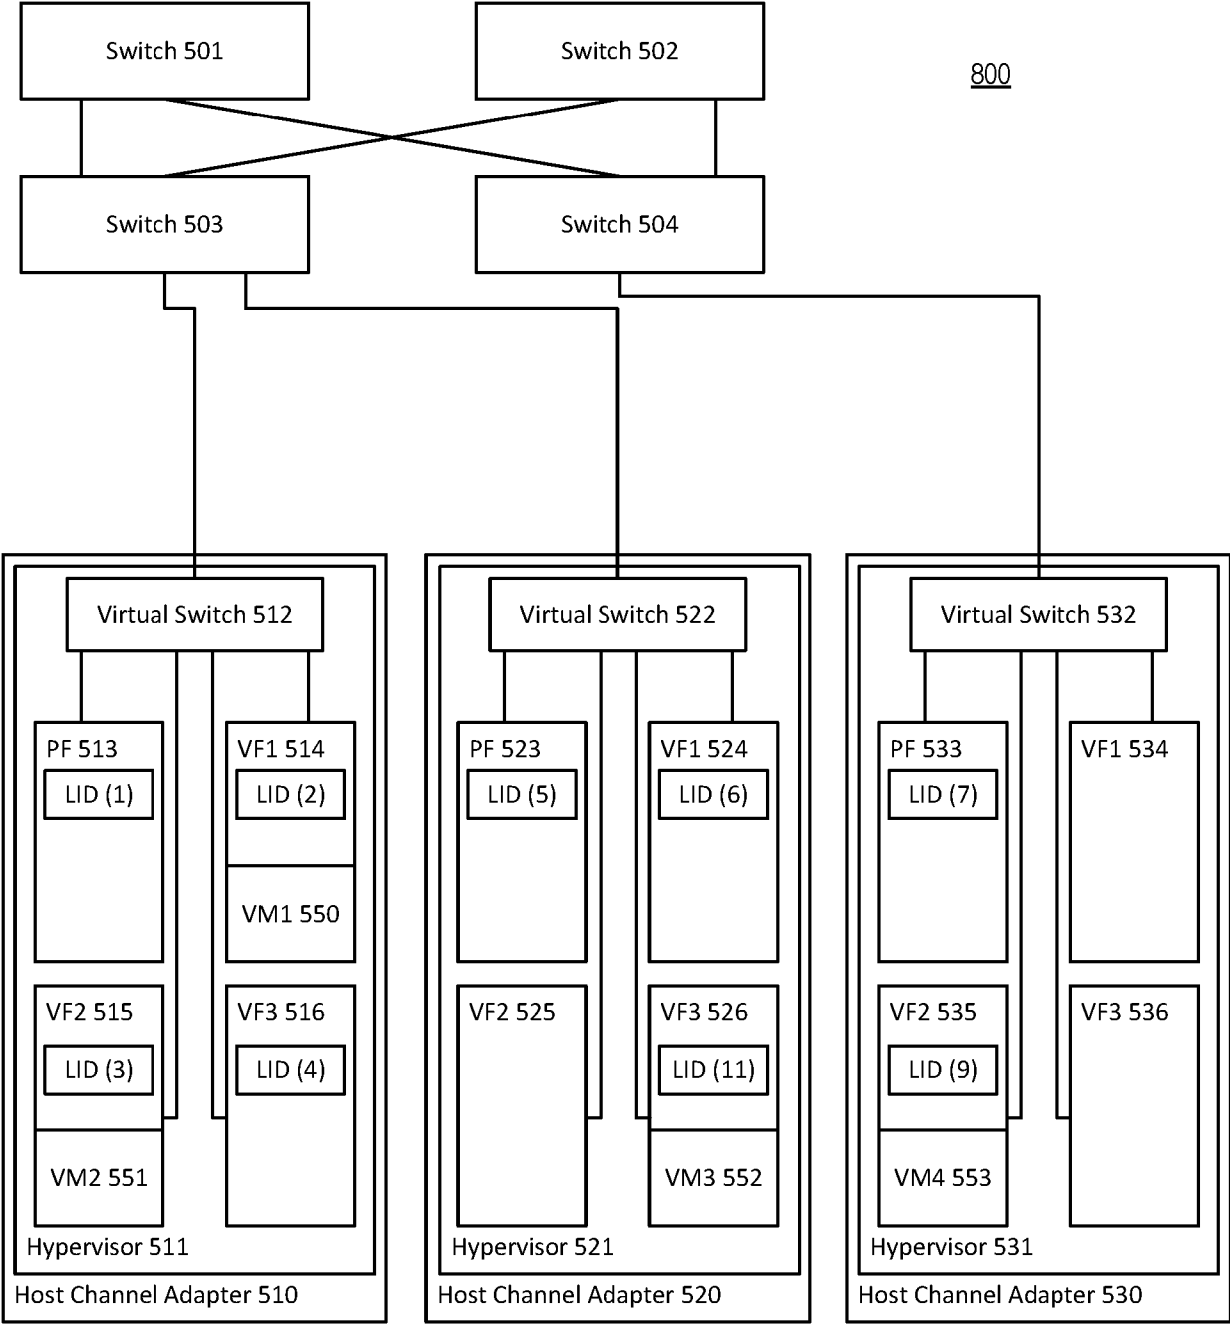 Switch 501
Switch 502
800
Switch 503
Switch 504
Virtual Switch 512
Virtual Switch 522
Virtual Switch 532
PF 513
LID (1)
VF1 514
LID (2)
VM1 550
VF2 515
LID (3)
VM2 551
VF3 516
LID (4)
Hypervisor 511
Host Channel Adapter 510
PF 523
LID (5)
VF1 524
LID (6)
VF2 525
VF3 526
LID (11)
VM3 552
Hypervisor 521
Host Channel Adapter 520
PF 533
LID (7)
VF1 534
VF2 535
LID (9)
VM4 553
VF3 536
Hypervisor 531
Host Channel Adapter 530